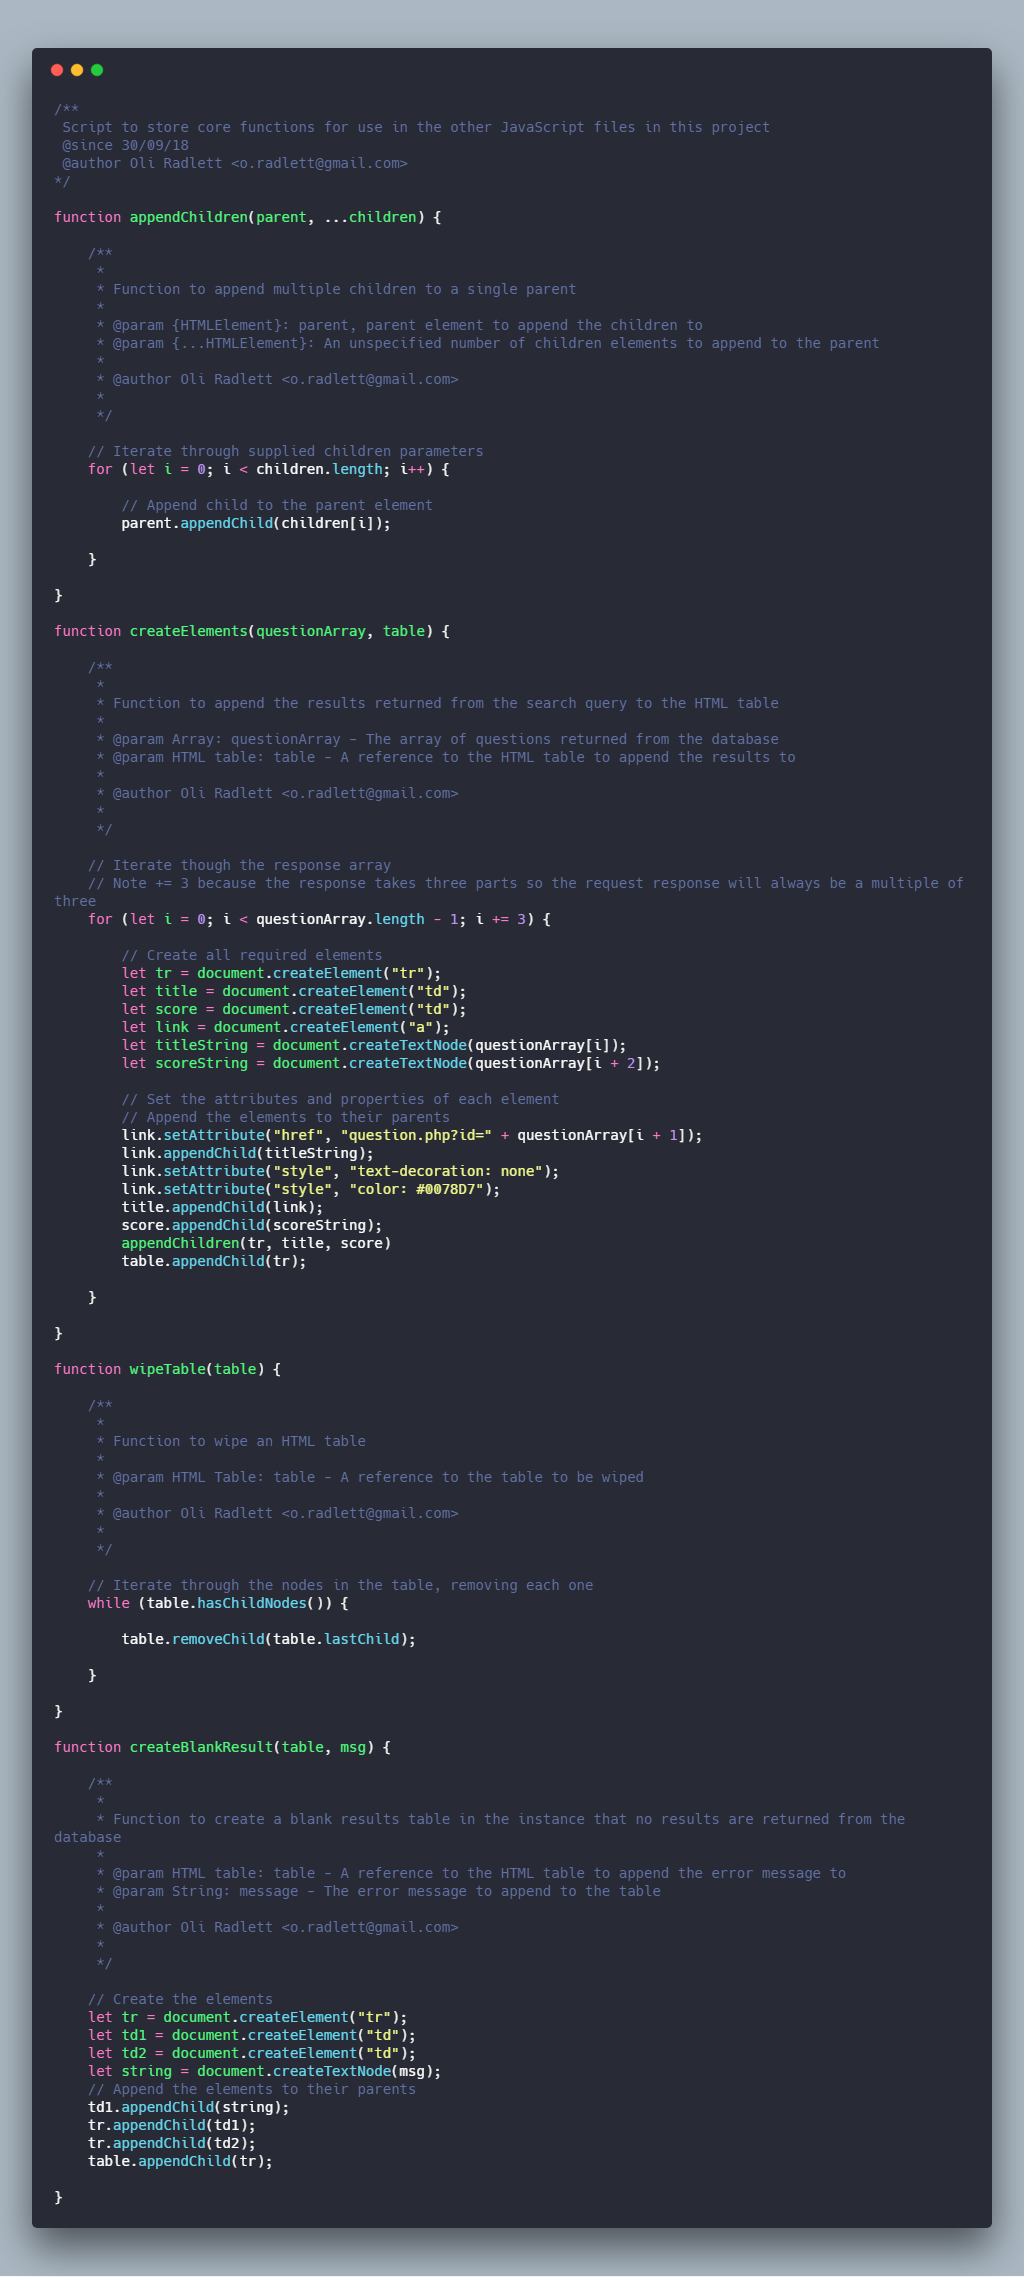 /**
 Script to store core functions for use in the other JavaScript files in this project
 @since 30/09/18
 @author Oli Radlett <o.radlett@gmail.com>
*/

function appendChildren(parent, ...children) {

    /**
     *
     * Function to append multiple children to a single parent
     *
     * @param {HTMLElement}: parent, parent element to append the children to
     * @param {...HTMLElement}: An unspecified number of children elements to append to the parent
     *
     * @author Oli Radlett <o.radlett@gmail.com>
     *
     */

    // Iterate through supplied children parameters
    for (let i = 0; i < children.length; i++) {

        // Append child to the parent element
        parent.appendChild(children[i]);

    }

}

function createElements(questionArray, table) {

    /**
     *
     * Function to append the results returned from the search query to the HTML table
     *
     * @param Array: questionArray - The array of questions returned from the database
     * @param HTML table: table - A reference to the HTML table to append the results to
     *
     * @author Oli Radlett <o.radlett@gmail.com>
     *
     */

    // Iterate though the response array
    // Note += 3 because the response takes three parts so the request response will always be a multiple of
three
    for (let i = 0; i < questionArray.length - 1; i += 3) {

        // Create all required elements
        let tr = document.createElement("tr");
        let title = document.createElement("td");
        let score = document.createElement("td");
        let link = document.createElement("a");
        let titleString = document.createTextNode(questionArray[i]);
        let scoreString = document.createTextNode(questionArray[i + 2]);

        // Set the attributes and properties of each element
        // Append the elements to their parents
        link.setAttribute("href", "question.php?id=" + questionArray[i + 1]);
        link.appendChild(titleString);
        link.setAttribute("style", "text-decoration: none");
        link.setAttribute("style", "color: #0078D7");
        title.appendChild(link);
        score.appendChild(scoreString);
        appendChildren(tr, title, score)
        table.appendChild(tr);

    }

}

function wipeTable(table) {

    /**
     *
     * Function to wipe an HTML table
     *
     * @param HTML Table: table - A reference to the table to be wiped
     *
     * @author Oli Radlett <o.radlett@gmail.com>
     *
     */

    // Iterate through the nodes in the table, removing each one
    while (table.hasChildNodes()) {

        table.removeChild(table.lastChild);

    }

}

function createBlankResult(table, msg) {

    /**
     *
     * Function to create a blank results table in the instance that no results are returned from the
database
     *
     * @param HTML table: table - A reference to the HTML table to append the error message to
     * @param String: message - The error message to append to the table
     *
     * @author Oli Radlett <o.radlett@gmail.com>
     *
     */

    // Create the elements
    let tr = document.createElement("tr");
    let td1 = document.createElement("td");
    let td2 = document.createElement("td");
    let string = document.createTextNode(msg);
    // Append the elements to their parents
    td1.appendChild(string);
    tr.appendChild(td1);
    tr.appendChild(td2);
    table.appendChild(tr);

}